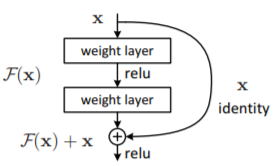 x
weight layer
relu
F(x)
weight layer
x
identity
F(x) + x
+
relu